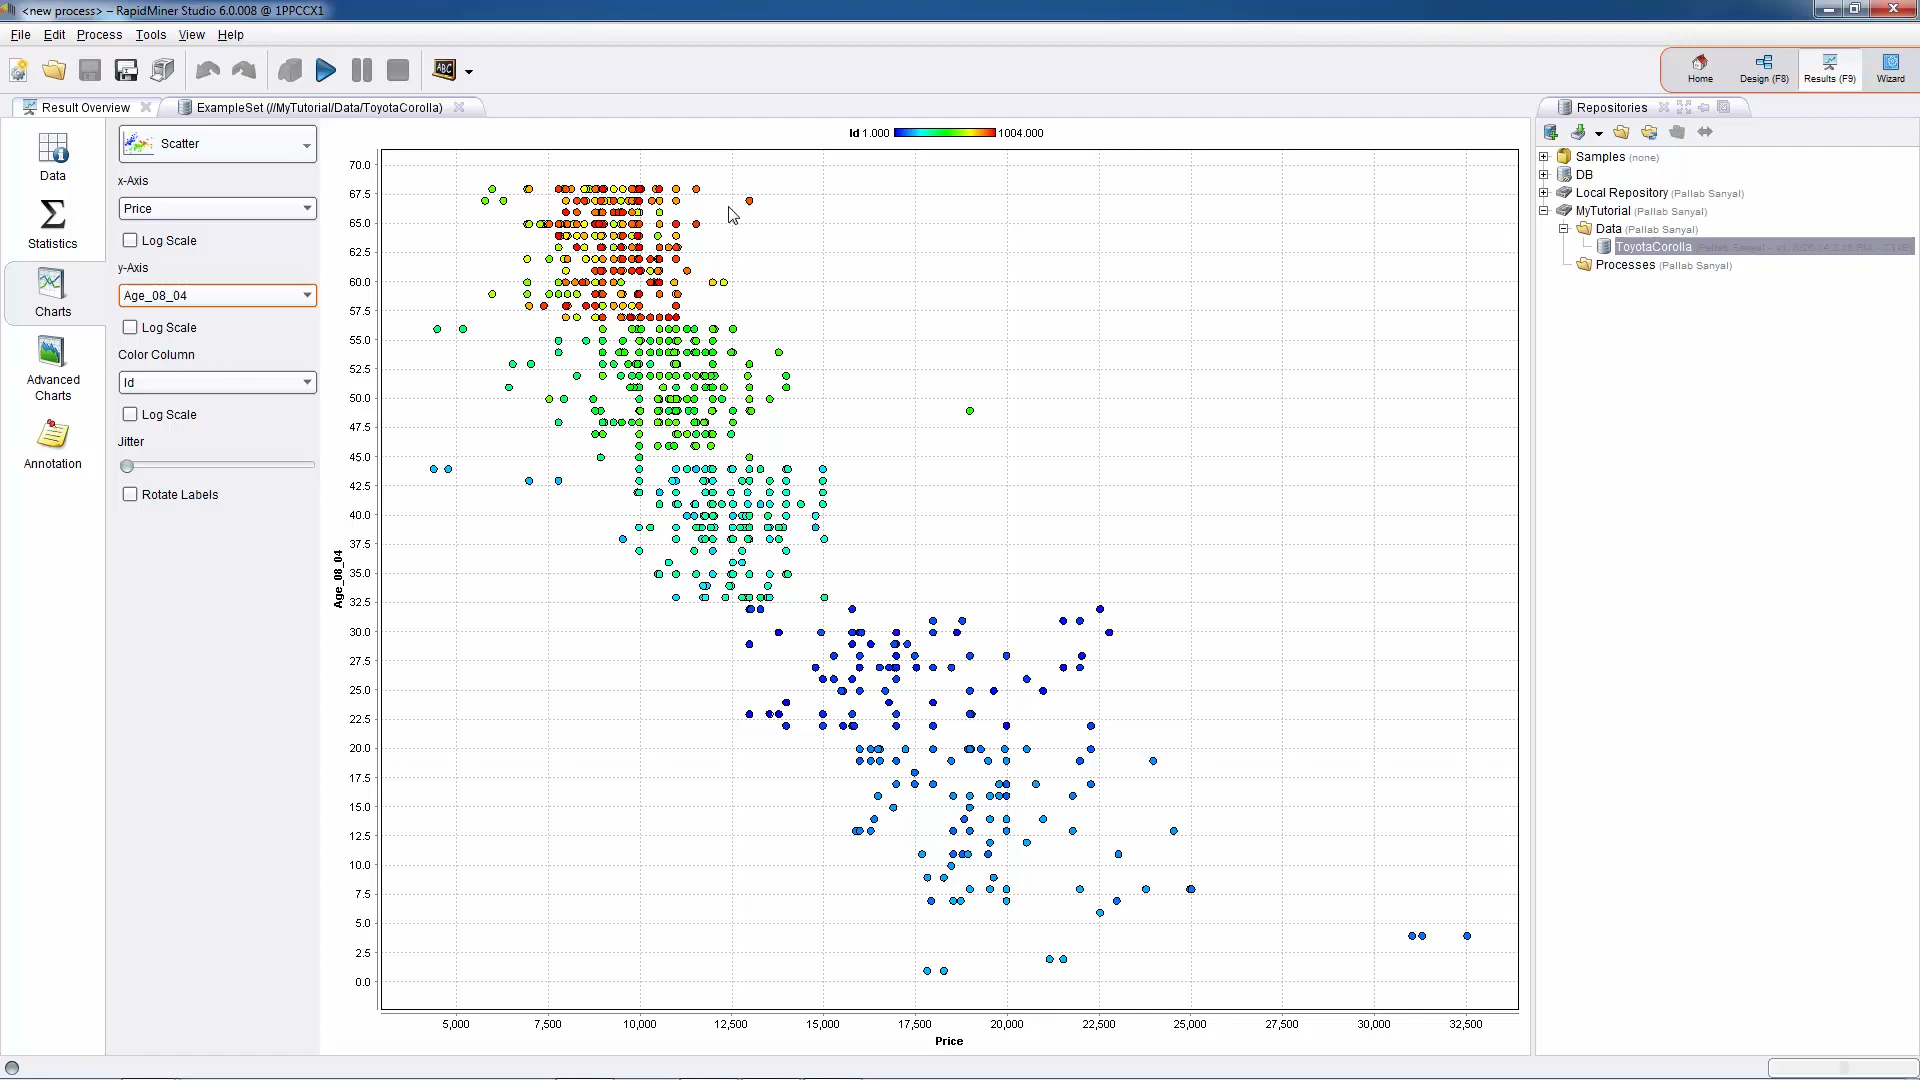 <new process> – RapidMiner Studio 6.0.008 @ 1PPCCX1
File Edit Process Tools View Help
ABC
Home Design (F8) Results (F9) Wizard
Result Overview ExampleSet (//MyTutorial/Data/ToyotaCorolla)
Repositories
Data
Statistics
Charts
Advanced
Charts
Annotation
Scatter
x-Axis
Price
Log Scale
y-Axis
Age_08_04
Log Scale
Color Column
Id
Log Scale
Jitter
Rotate Labels
Id 1.000 1004.000
70.0
67.5
65.0
62.5
60.0
57.5
55.0
52.5
50.0
47.5
45.0
42.5
40.0
37.5
35.0
32.5
30.0
27.5
25.0
22.5
20.0
17.5
15.0
12.5
10.0
7.5
5.0
2.5
0.0
Age_08_04
5,000 7,500 10,000 12,500 15,000 17,500 20,000 22,500 25,000 27,500 30,000 32,500
Price
Samples (none)
DB
Local Repository (Pallab Sanyal)
MyTutorial (Pallab Sanyal)
Data (Pallab Sanyal)
ToyotaCorolla
Processes (Pallab Sanyal)